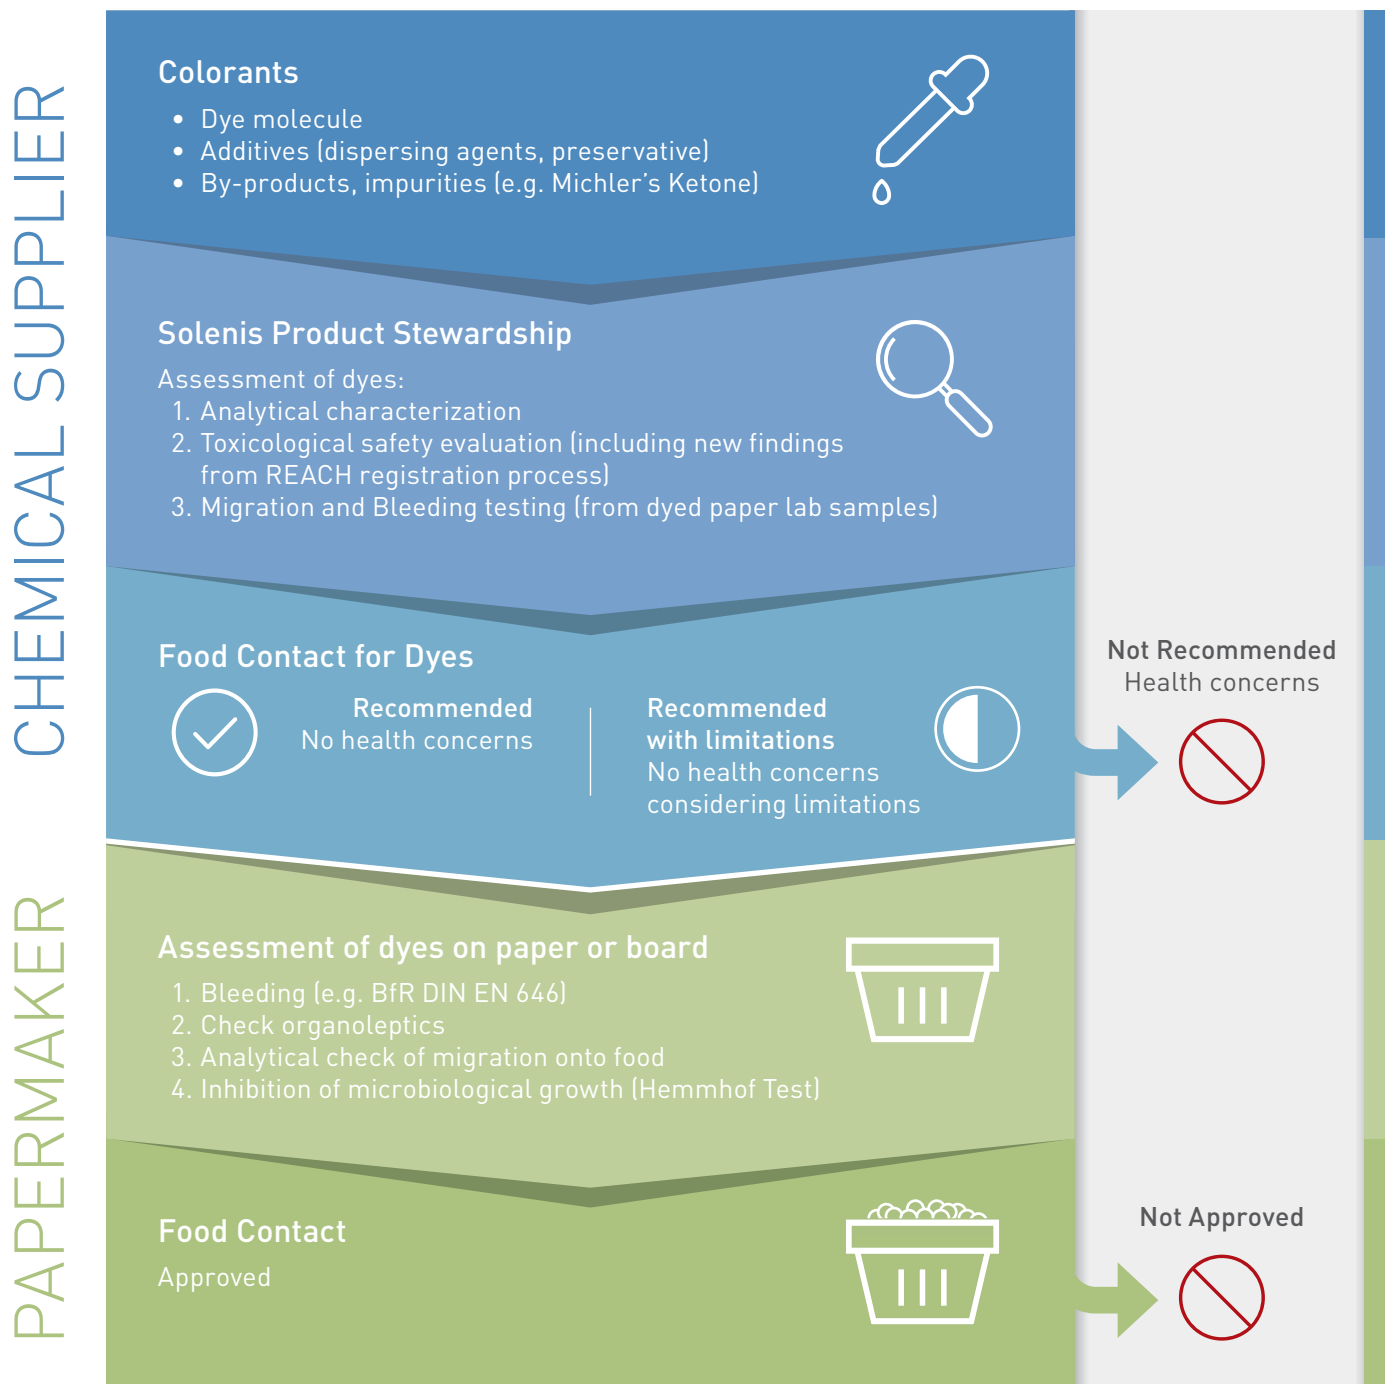 CHEMICAL SUPPLIER
Colorants
• Dye molecule
• Additives (dispersing agents, preservative)
• By-products, impurities (e.g. Michler’s Ketone)
Solenis Product Stewardship
Assessment of dyes:
1. Analytical characterization
2. Toxicological safety evaluation (including new findings
from REACH registration process)
3. Migration and Bleeding testing (from dyed paper lab samples)
Food Contact for Dyes
Recommended
No health concerns
Recommended
with limitations
No health concerns
considering limitations
Not Recommended
Health concerns
PAPERMAKER
Assessment of dyes on paper or board
1. Bleeding (e.g. BfR DIN EN 646)
2. Check organoleptics
3. Analytical check of migration onto food
4. Inhibition of microbiological growth (Hemmhof Test)
Food Contact
Approved
Not Approved